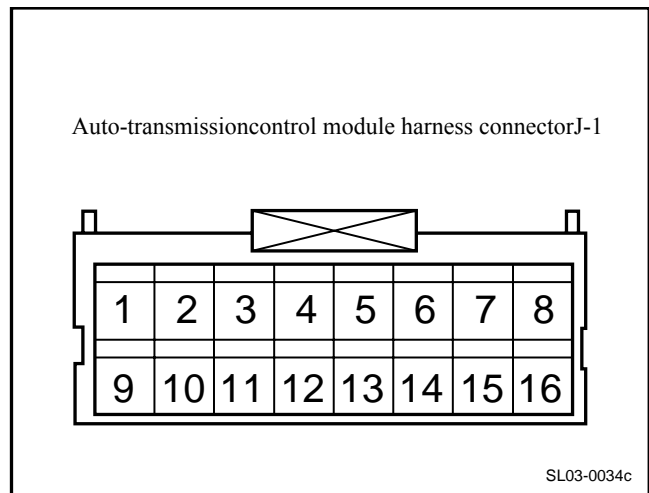 Auto-transmissioncontrol module harness connectorJ-1
1 2 3 4 5 6 7 8
9 10 11 12 13 14 15 16
SL03-0034c